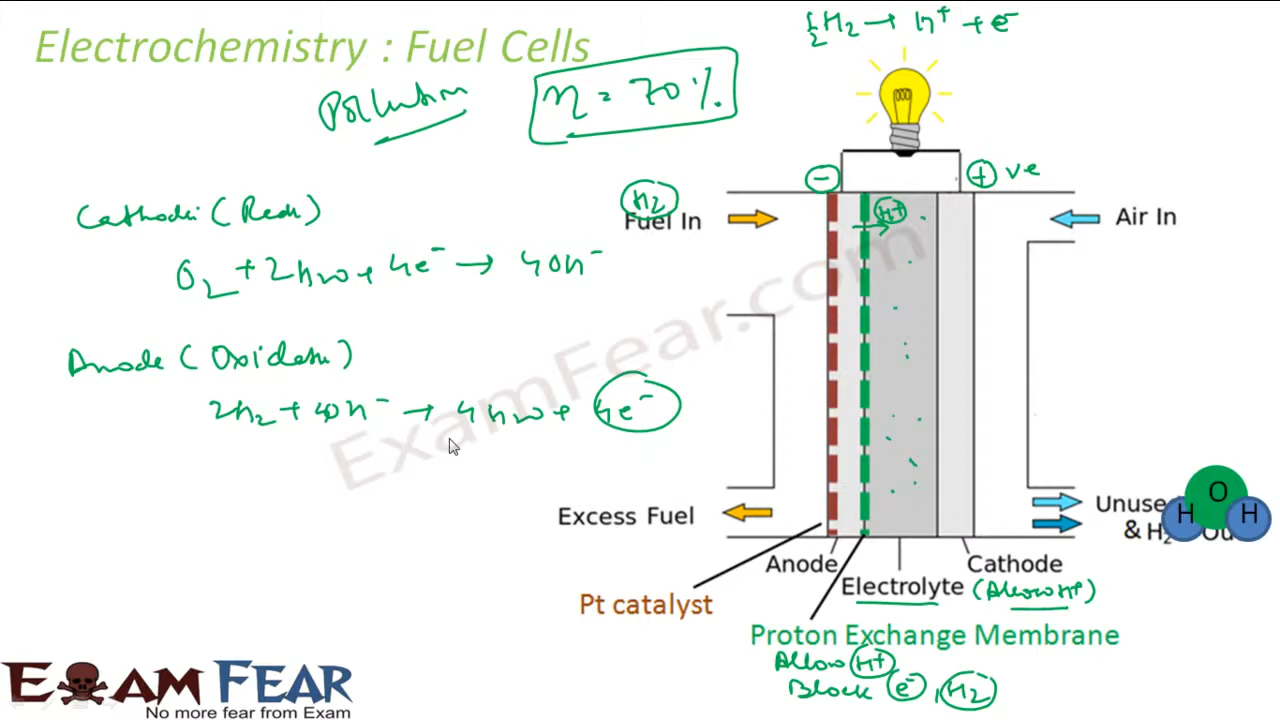 Electrochemistry : Fuel Cells
½H2 → H+ + e-
Pollution
η = 70%
- + ve
Cathode (Redn)
H2
Fuel In
H+
Air In
O2 + 2H2O + 4e- → 4OH-
Anode (Oxidatn)
2H2 + 4OH- → 4H2O + 4e-
ExamFear.com
Excess Fuel
Unused
& H2 Out
H O H
Anode
Cathode
Electrolyte (Allow H+)
Pt catalyst
Proton Exchange Membrane
Allow H+
Block e-, H2
EXAM FEAR
No more fear from Exam